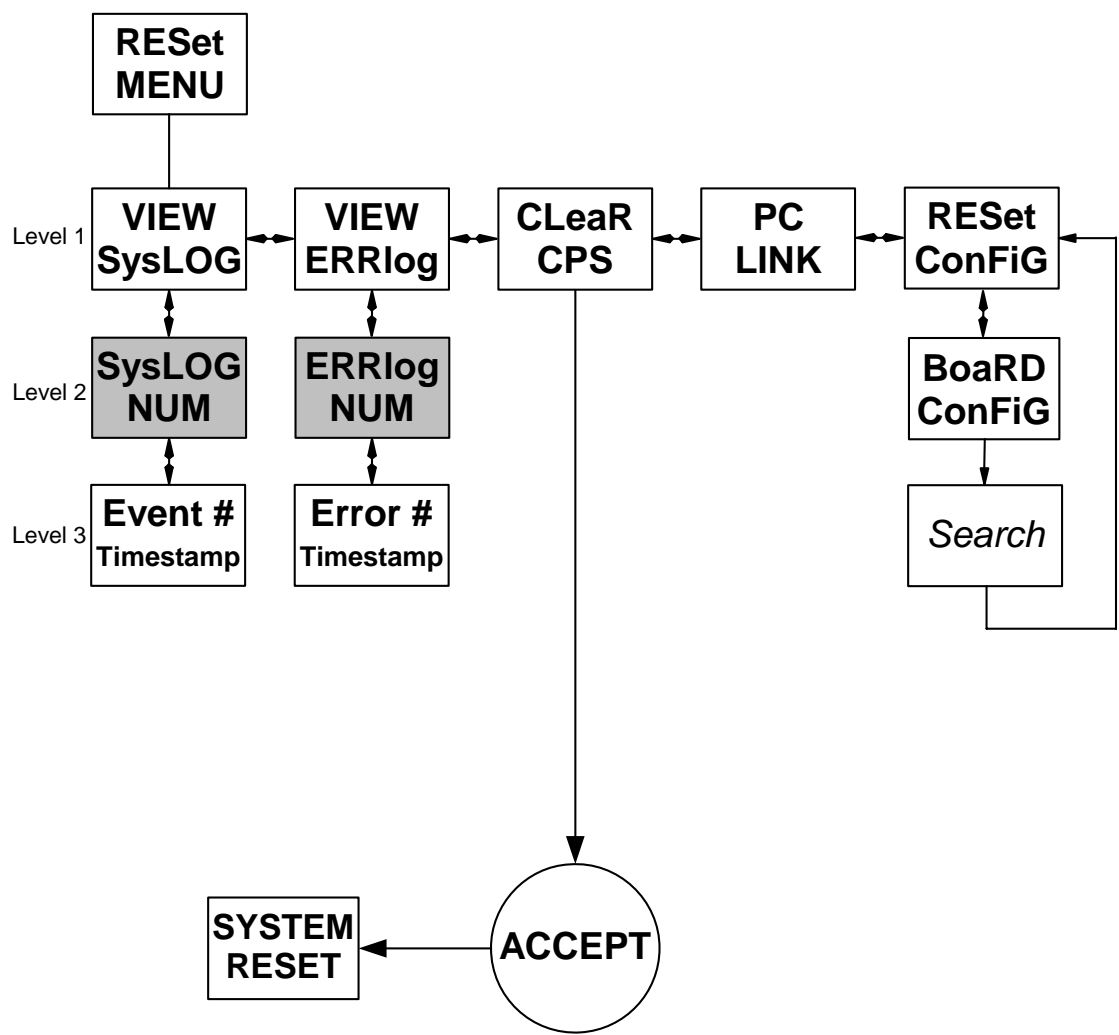 RESet
MENU
Level 1
VIEW
SysLOG
VIEW
ERRlog
CLeaR
CPS
PC
LINK
RESet
ConFiG
Level 2
SysLOG
NUM
ERRlog
NUM
BoaRD
ConFiG
Level 3
Event #
Timestamp
Error #
Timestamp
Search
SYSTEM
RESET
ACCEPT